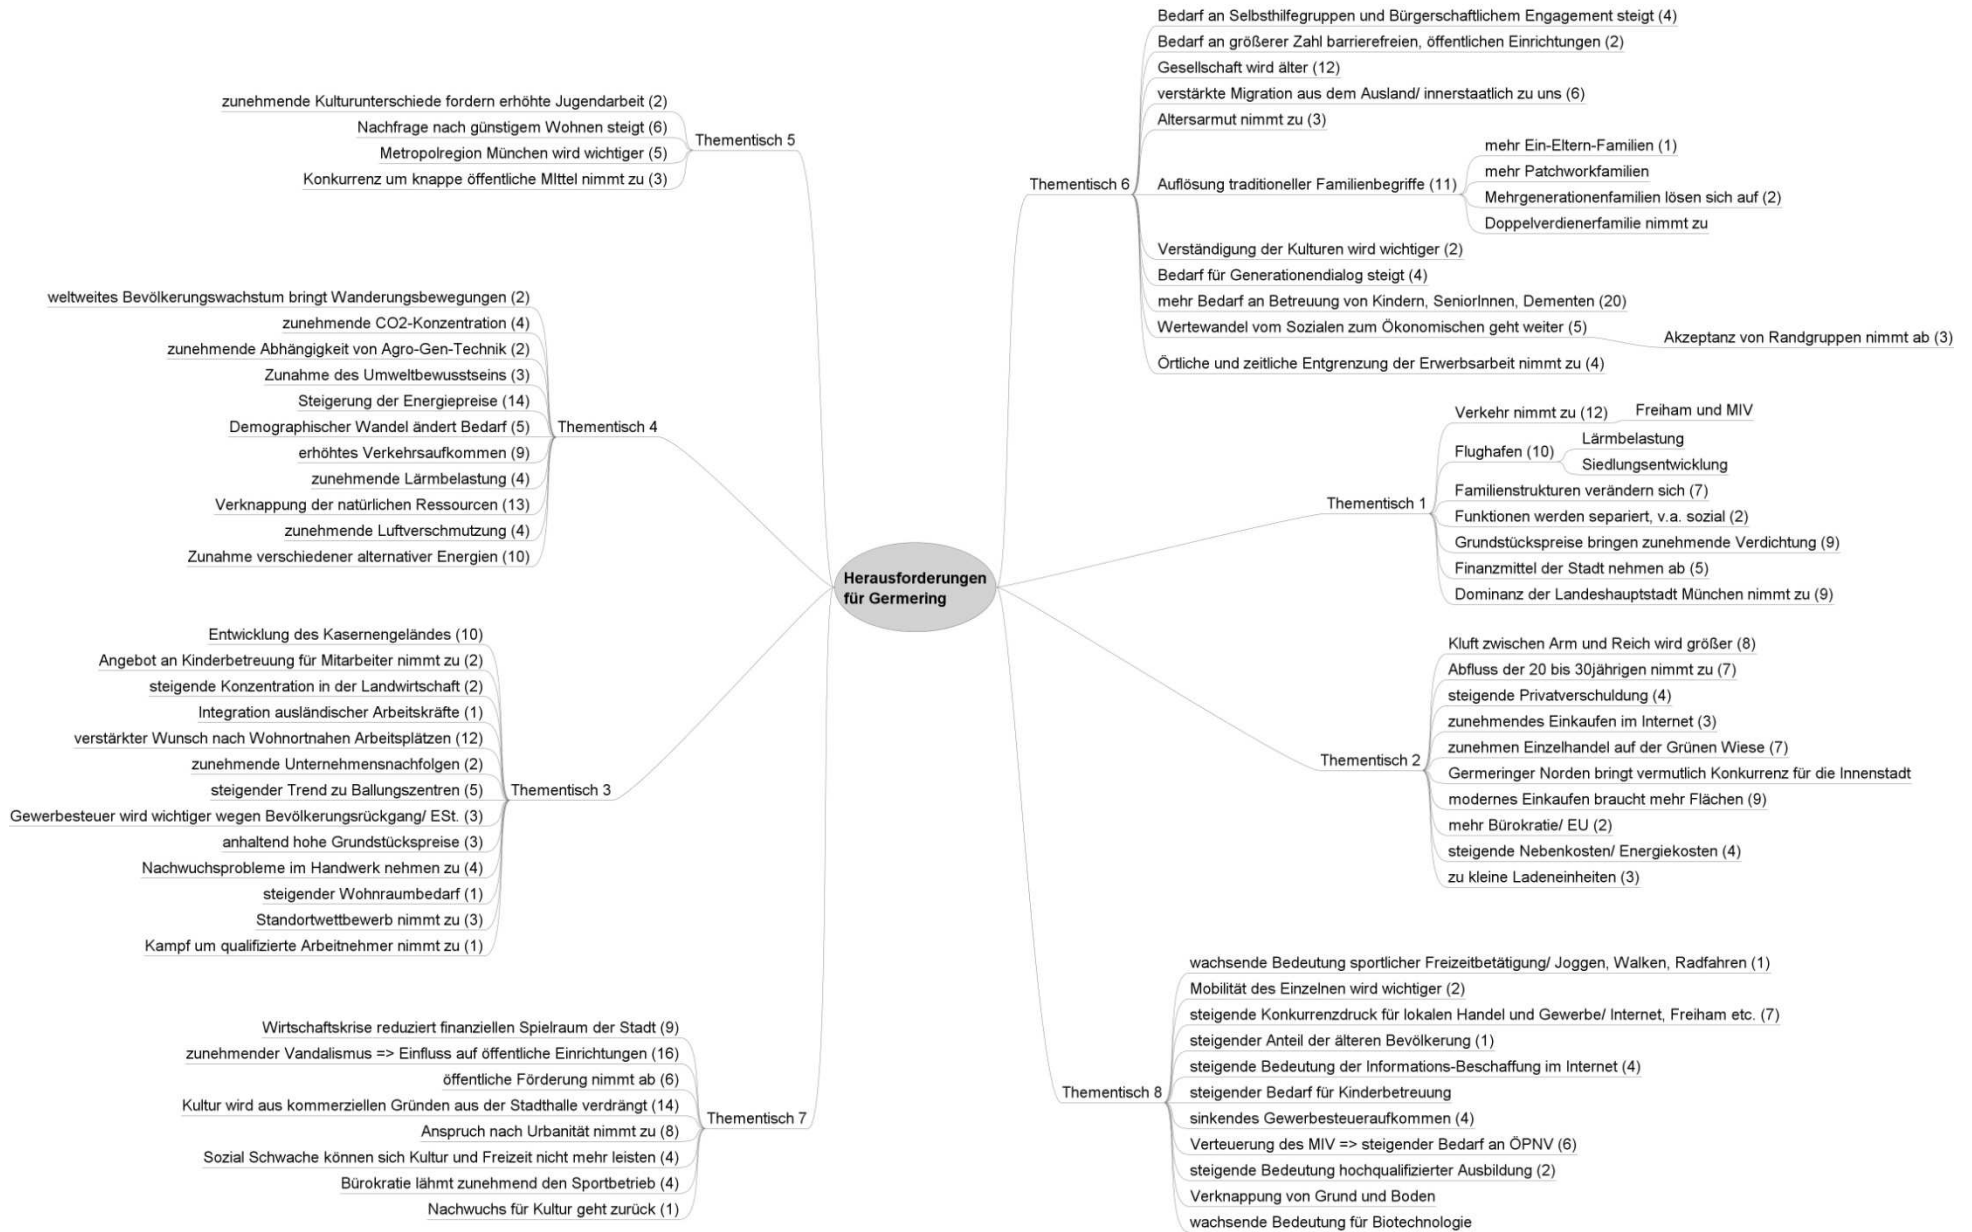 Herausforderungen
für Germering
Thementisch 5
zunehmende Kulturunterschiede fordern erhöhte Jugendarbeit (2)
Nachfrage nach günstigem Wohnen steigt (6)
Metropolregion München wird wichtiger (5)
Konkurrenz um knappe öffentliche MIttel nimmt zu (3)
Thementisch 4
weltweites Bevölkerungswachstum bringt Wanderungsbewegungen (2)
zunehmende CO2-Konzentration (4)
zunehmende Abhängigkeit von Agro-Gen-Technik (2)
Zunahme des Umweltbewusstseins (3)
Steigerung der Energiepreise (14)
Demographischer Wandel ändert Bedarf (5)
erhöhtes Verkehrsaufkommen (9)
zunehmende Lärmbelastung (4)
Verknappung der natürlichen Ressourcen (13)
zunehmende Luftverschmutzung (4)
Zunahme verschiedener alternativer Energien (10)
Thementisch 3
Entwicklung des Kasernengeländes (10)
Angebot an Kinderbetreuung für Mitarbeiter nimmt zu (2)
steigende Konzentration in der Landwirtschaft (2)
Integration ausländischer Arbeitskräfte (1)
verstärkter Wunsch nach Wohnortnahen Arbeitsplätzen (12)
zunehmende Unternehmensnachfolgen (2)
steigender Trend zu Ballungszentren (5)
Gewerbesteuer wird wichtiger wegen Bevölkerungsrückgang/ ESt. (3)
anhaltend hohe Grundstückspreise (3)
Nachwuchsprobleme im Handwerk nehmen zu (4)
steigender Wohnraumbedarf (1)
Standortwettbewerb nimmt zu (3)
Kampf um qualifizierte Arbeitnehmer nimmt zu (1)
Thementisch 7
Wirtschaftskrise reduziert finanziellen Spielraum der Stadt (9)
zunehmender Vandalismus => Einfluss auf öffentliche Einrichtungen (16)
öffentliche Förderung nimmt ab (6)
Kultur wird aus kommerziellen Gründen aus der Stadthalle verdrängt (14)
Anspruch nach Urbanität nimmt zu (8)
Sozial Schwache können sich Kultur und Freizeit nicht mehr leisten (4)
Bürokratie lähmt zunehmend den Sportbetrieb (4)
Nachwuchs für Kultur geht zurück (1)
Thementisch 6
Bedarf an Selbsthilfegruppen und Bürgerschaftlichem Engagement steigt (4)
Bedarf an größerer Zahl barrierefreien, öffentlichen Einrichtungen (2)
Gesellschaft wird älter (12)
verstärkte Migration aus dem Ausland/ innerstaatlich zu uns (6)
Altersarmut nimmt zu (3)
Auflösung traditioneller Familienbegriffe (11)
mehr Ein-Eltern-Familien (1)
mehr Patchworkfamilien
Mehrgenerationenfamilien lösen sich auf (2)
Doppelverdienerfamilie nimmt zu
Verständigung der Kulturen wird wichtiger (2)
Bedarf für Generationendialog steigt (4)
mehr Bedarf an Betreuung von Kindern, SeniorInnen, Dementen (20)
Wertewandel vom Sozialen zum Ökonomischen geht weiter (5)
Akzeptanz von Randgruppen nimmt ab (3)
Örtliche und zeitliche Entgrenzung der Erwerbsarbeit nimmt zu (4)
Thementisch 1
Verkehr nimmt zu (12)
Freiham und MIV
Flughafen (10)
Lärmbelastung
Siedlungsentwicklung
Familienstrukturen verändern sich (7)
Funktionen werden separiert, v.a. sozial (2)
Grundstückspreise bringen zunehmende Verdichtung (9)
Finanzmittel der Stadt nehmen ab (5)
Dominanz der Landeshauptstadt München nimmt zu (9)
Thementisch 2
Kluft zwischen Arm und Reich wird größer (8)
Abfluss der 20 bis 30jährigen nimmt zu (7)
steigende Privatverschuldung (4)
zunehmendes Einkaufen im Internet (3)
zunehmen Einzelhandel auf der Grünen Wiese (7)
Germeringer Norden bringt vermutlich Konkurrenz für die Innenstadt
modernes Einkaufen braucht mehr Flächen (9)
mehr Bürokratie/ EU (2)
steigende Nebenkosten/ Energiekosten (4)
zu kleine Ladeneinheiten (3)
Thementisch 8
wachsende Bedeutung sportlicher Freizeitbetätigung/ Joggen, Walken, Radfahren (1)
Mobilität des Einzelnen wird wichtiger (2)
steigende Konkurrenzdruck für lokalen Handel und Gewerbe/ Internet, Freiham etc. (7)
steigender Anteil der älteren Bevölkerung (1)
steigende Bedeutung der Informations-Beschaffung im Internet (4)
steigender Bedarf für Kinderbetreuung
sinkendes Gewerbesteueraufkommen (4)
Verteuerung des MIV => steigender Bedarf an ÖPNV (6)
steigende Bedeutung hochqualifizierter Ausbildung (2)
Verknappung von Grund und Boden
wachsende Bedeutung für Biotechnologie